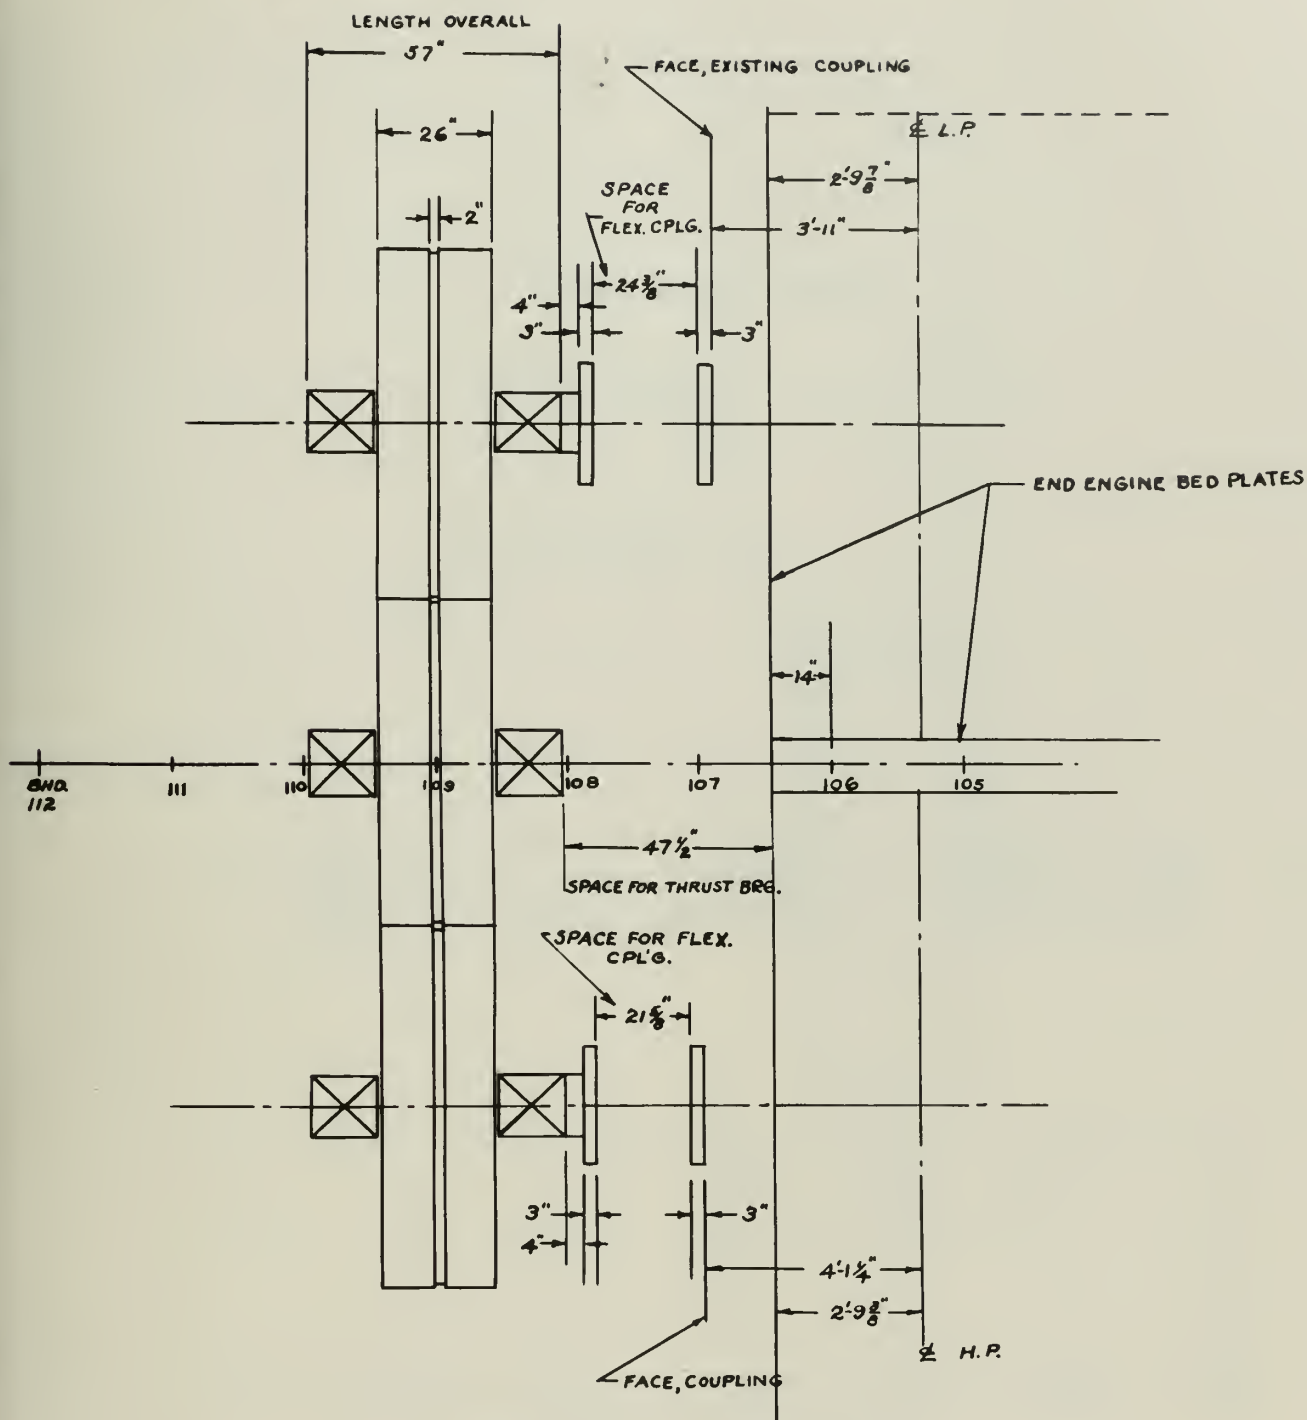 LENGTH OVERALL
57"
FACE, EXISTING COUPLING
26"
℄ L.P.
2'-9 7/8"
SPACE
FOR
FLEX. CPLG.
2"
3'-11"
24 3/8"
4"
3"
3"
END ENGINE BED PLATES
14"
BHD.
112
111
110
109
108
107
106
105
47 1/2"
SPACE FOR THRUST BRG.
SPACE FOR FLEX.
CPL'G.
21 5/8"
3"
3"
4"
4'-1 1/4"
2'-9 3/8"
℄ H.P.
FACE, COUPLING